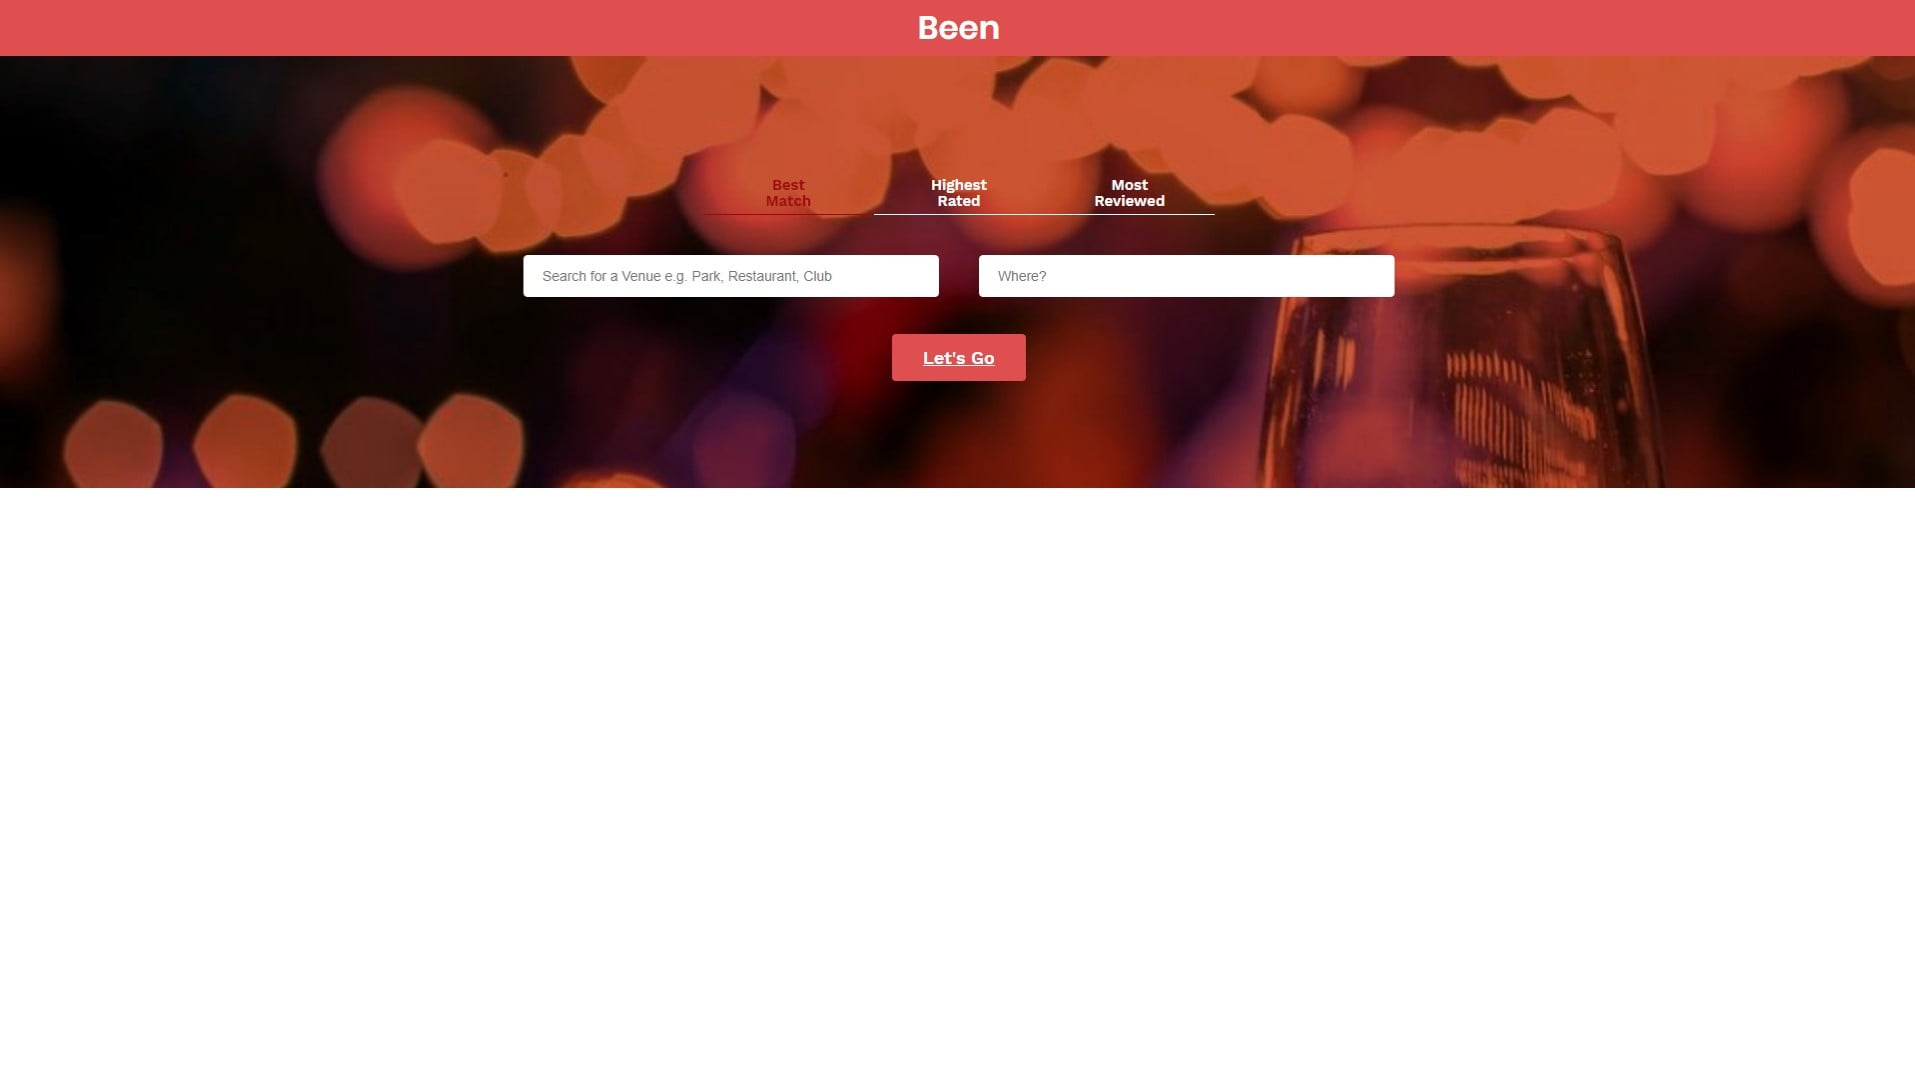 Been
Best
Match
Highest
Rated
Most
Reviewed
Search for a Venue e.g. Park, Restaurant, Club
Where?
Let's Go